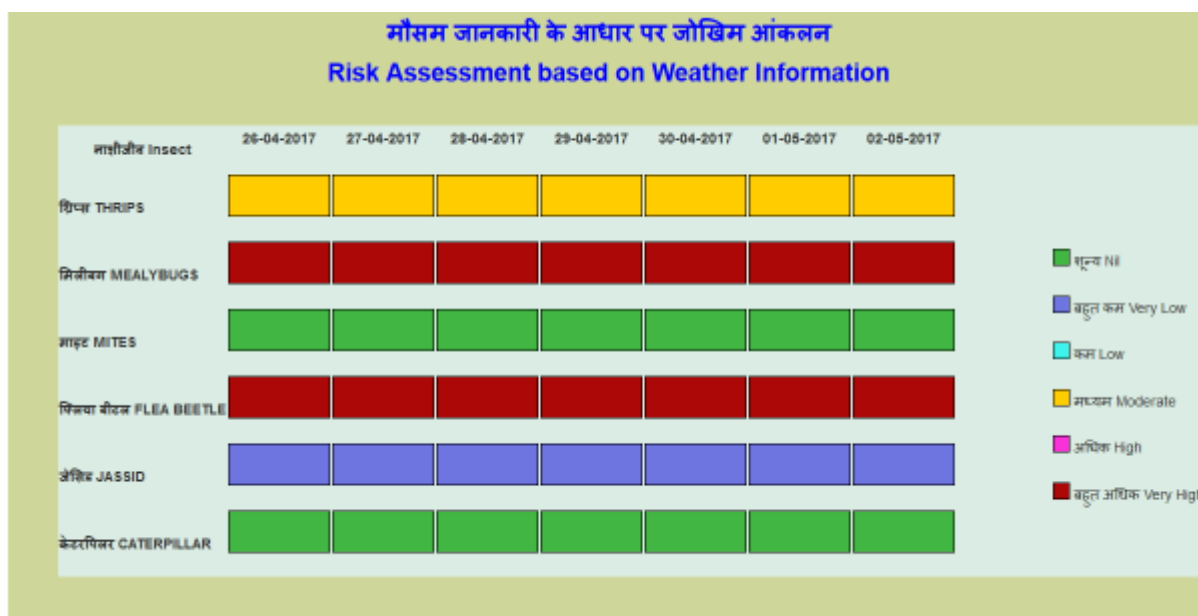 मौसम जानकारी के आधार पर जोखिम आंकलन
Risk Assessment based on Weather Information
नाशीजीव Insect 26-04-2017 27-04-2017 28-04-2017 29-04-2017 30-04-2017 01-05-2017 02-05-2017
थ्रिप्स THRIPS
मिलीबग MEALYBUGS
माइट MITES
फ्लिया बीटल FLEA BEETLE
जेसिड JASSID
केटरपिलर CATERPILLAR
शून्य Nil
बहुत कम Very Low
कम Low
मध्यम Moderate
अधिक High
बहुत अधिक Very High